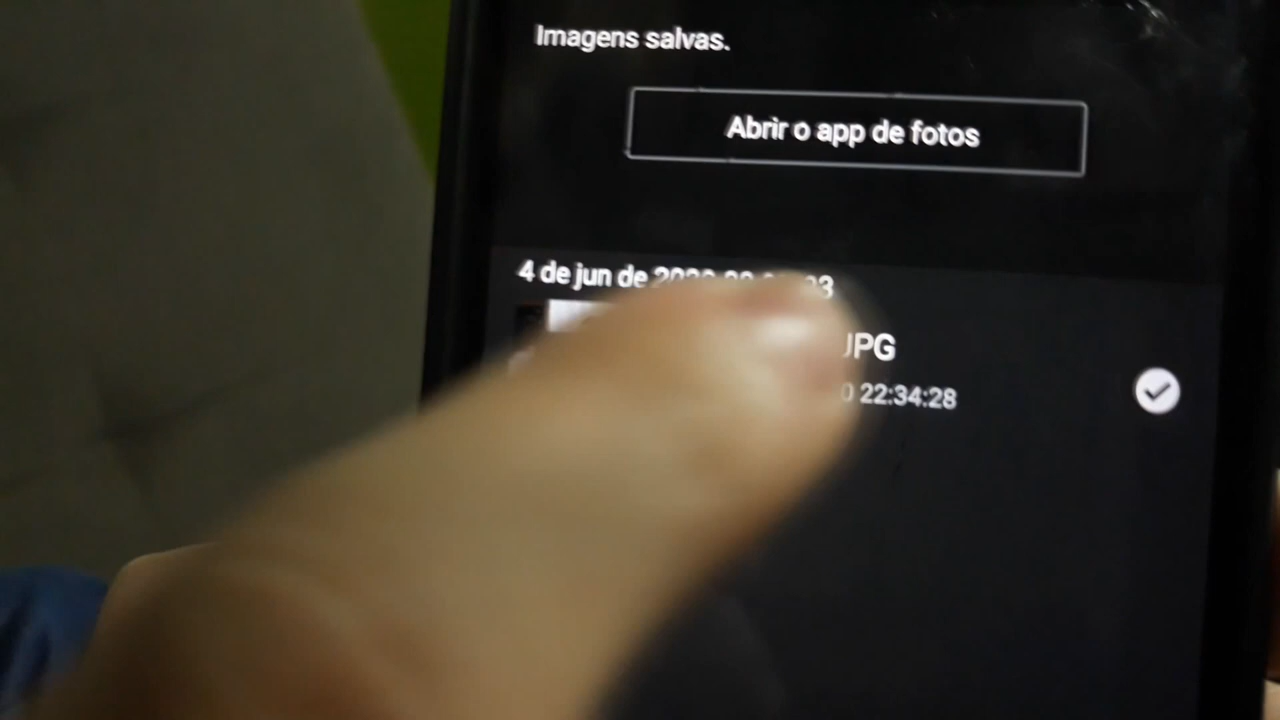 Imagens salvas.
Abrir o app de fotos
4 de jun de
JPG
22:34:28